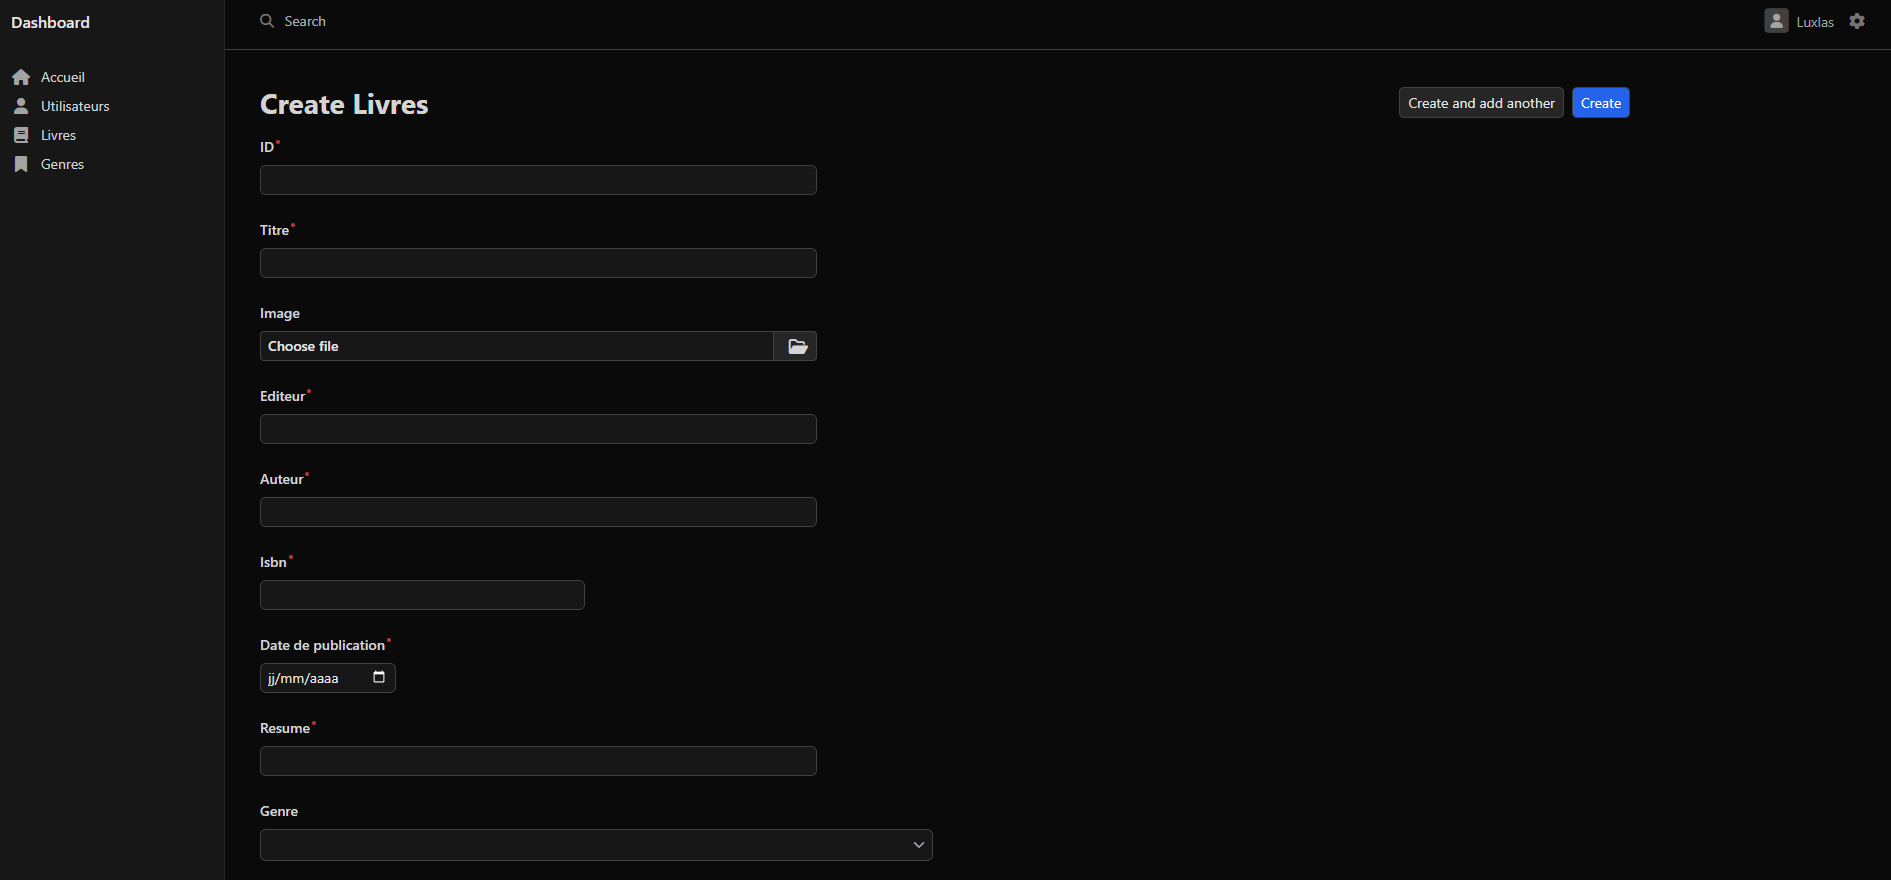 Dashboard
Search
Luxlas
Accueil
Utilisateurs
Livres
Genres
Create Livres
Create and add another
Create
ID
Titre
Image
Choose file
Editeur
Auteur
Isbn
Date de publication
jj/mm/aaaa
Resume
Genre